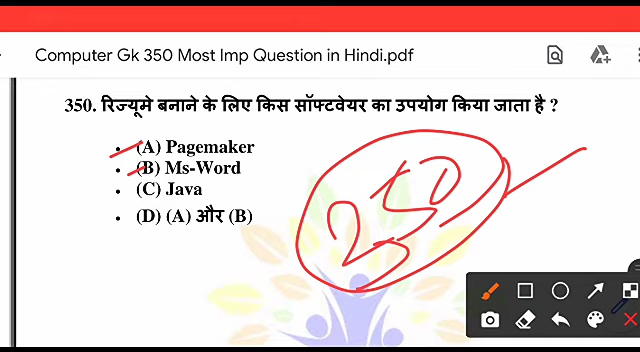 Computer Gk 350 Most Imp Question in Hindi.pdf
350. रिज्यूमे बनाने के लिए किस सॉफ्टवेयर का उपयोग किया जाता है ?
• (A) Pagemaker
• (B) Ms-Word
• (C) Java
• (D) (A) और (B)
350